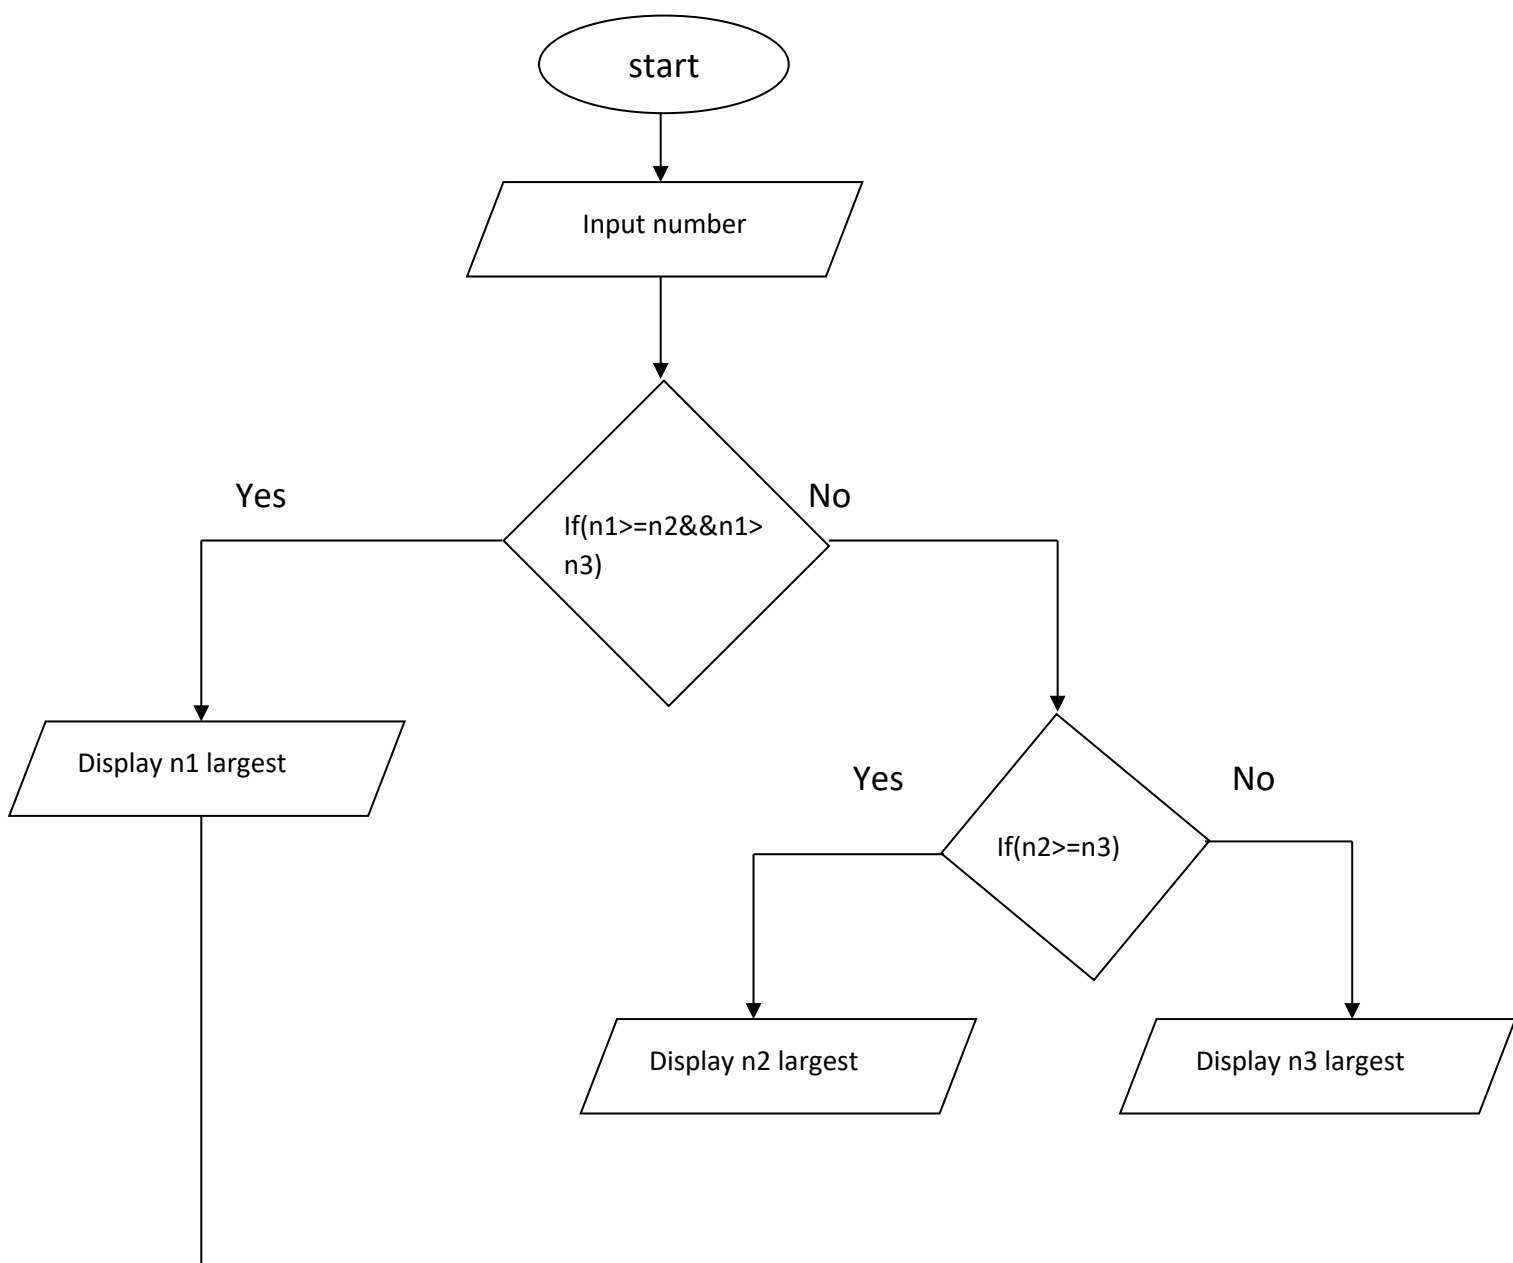 start
Input number
Yes
No
If(n1>=n2&&n1>
n3)
Display n1 largest
Yes
No
If(n2>=n3)
Display n2 largest
Display n3 largest